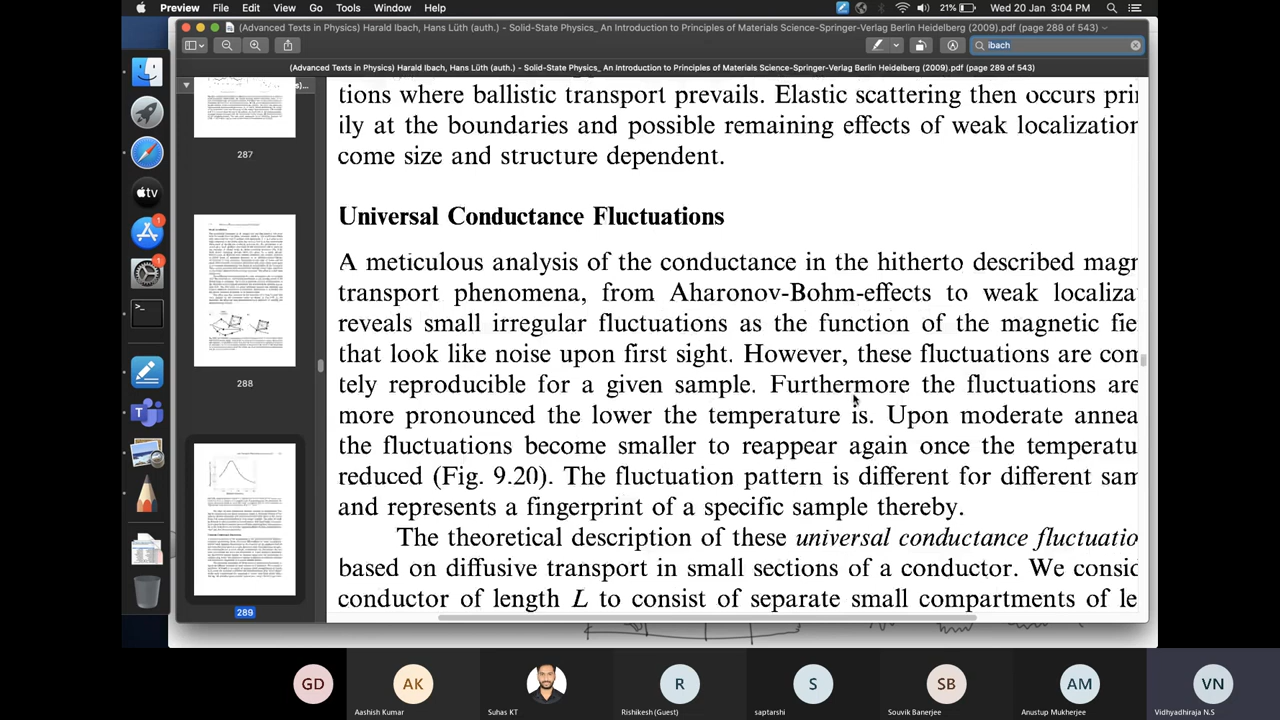 Preview File Edit View Go Tools Window Help
21% Wed 20 Jan 3:04 PM
(Advanced Texts in Physics) Harald Ibach, Hans Lüth (auth.) - Solid-State Physics_ An Introduction to Principles of Materials Science-Springer-Verlag Berlin Heidelberg (2009).pdf (page 289 of 543)
ibach
(Advanced Texts in Physics) Harald Ibach, Hans Lüth (auth.) - Solid-State Physics_ An Introduction to Principles of Materials Science-Springer-Verlag Berlin Heidelberg (2009).pdf (page 289 of 543)
287
288
289
tions where ballistic transport prevails. Elastic scattering then occurs prin
ily at the boundaries and possible remaining effects of weak localization
come size and structure dependent.
Universal Conductance Fluctuations
A meticulous analysis of the conductance in the hitherto described magn
transport phenomena, from Aharonov-Bohm-effects to weak localiza
reveals small irregular fluctuations as the function of the magnetic fie
that look like noise upon first sight. However, these fluctuations are con
tely reproducible for a given sample. Furthermore the fluctuations are
more pronounced the lower the temperature is. Upon moderate annea
the fluctuations become smaller to reappear again once the temperatu
reduced (Fig. 9.20). The fluctuation pattern is different for different sam
and represents a fingerprint of a specific sample thereby.
The theoretical description of these universal conductance fluctuatio
based on diffusive transport in small sections of a conductor. We consid
conductor of length L to consist of separate small compartments of le
tv
GD
AK
R
S
SB
AM
VN
Aashish Kumar
Suhas KT
Rishikesh (Guest)
saptarshi
Souvik Banerjee
Anustup Mukherjee
Vidhyadhiraja N.S